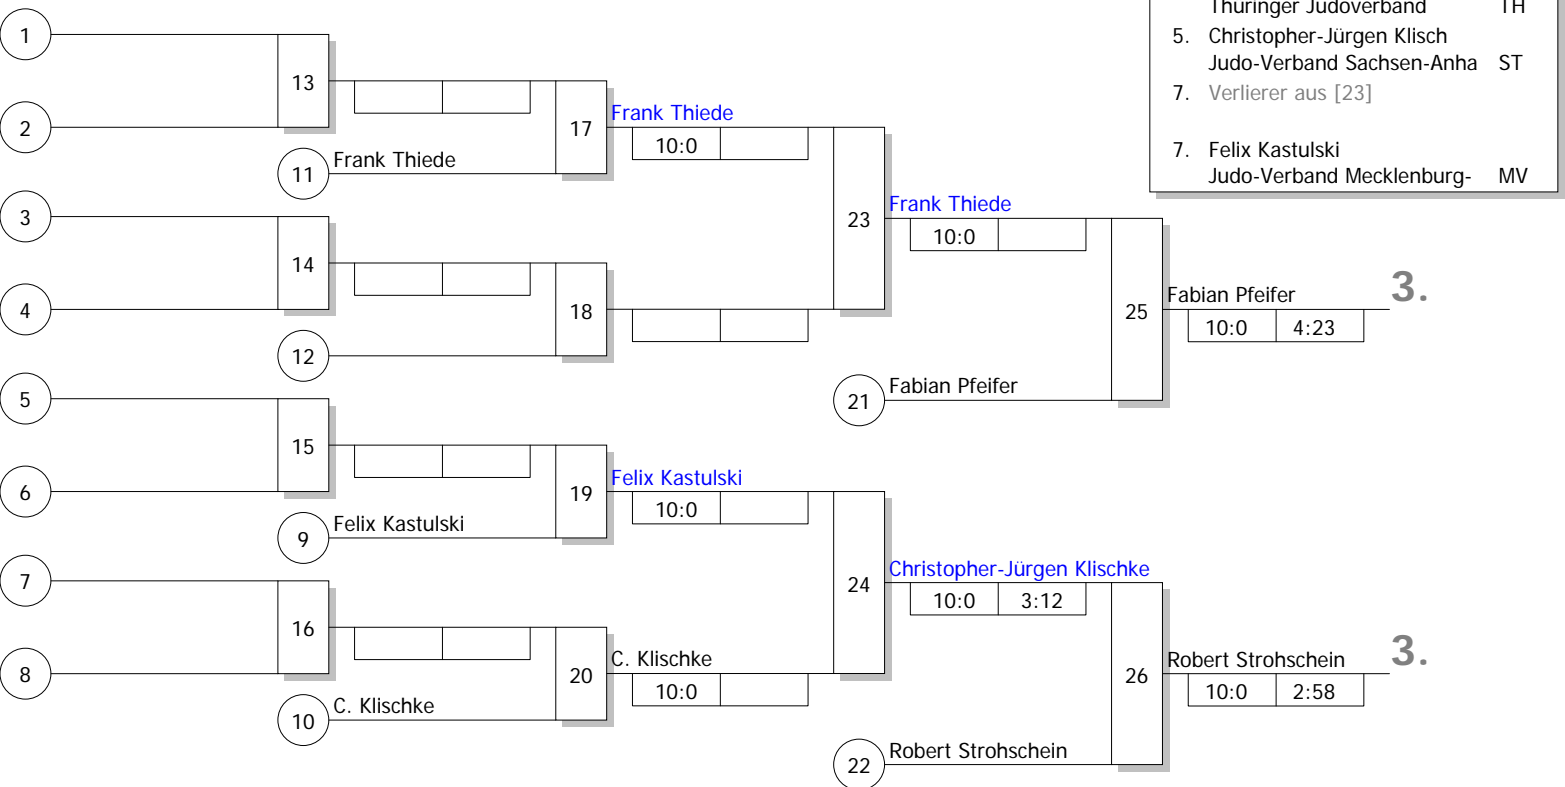 Thüringer Judoverband TH
5. Christopher-Jürgen Klisch
Judo-Verband Sachsen-Anha ST
7. Verlierer aus [23]
7. Felix Kastulski
Judo-Verband Mecklenburg- MV
1
13
2
17
Frank Thiede
10:0
11
Frank Thiede
3
14
4
18
12
23
Frank Thiede
10:0
25
Fabian Pfeifer
3.
10:0 4:23
21
Fabian Pfeifer
5
15
6
19
Felix Kastulski
10:0
9
Felix Kastulski
7
16
8
20
C. Klischke
10:0
10
C. Klischke
24
Christopher-Jürgen Klischke
10:0 3:12
26
Robert Strohschein
3.
10:0 2:58
22
Robert Strohschein